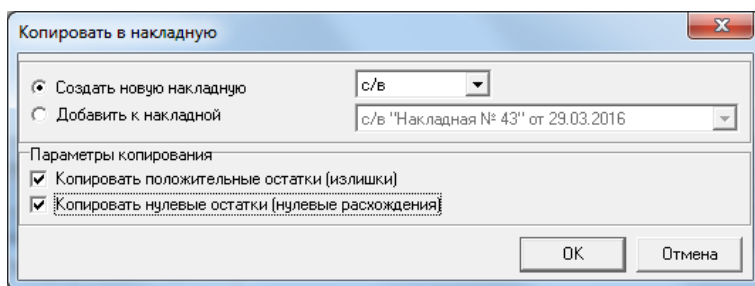 Копировать в накладную
Создать новую накладную с/в
Добавить к накладной с/в "Накладная № 43" от 29.03.2016
Параметры копирования
Копировать положительные остатки (излишки)
Копировать нулевые остатки (нулевые расхождения)
ОК Отмена